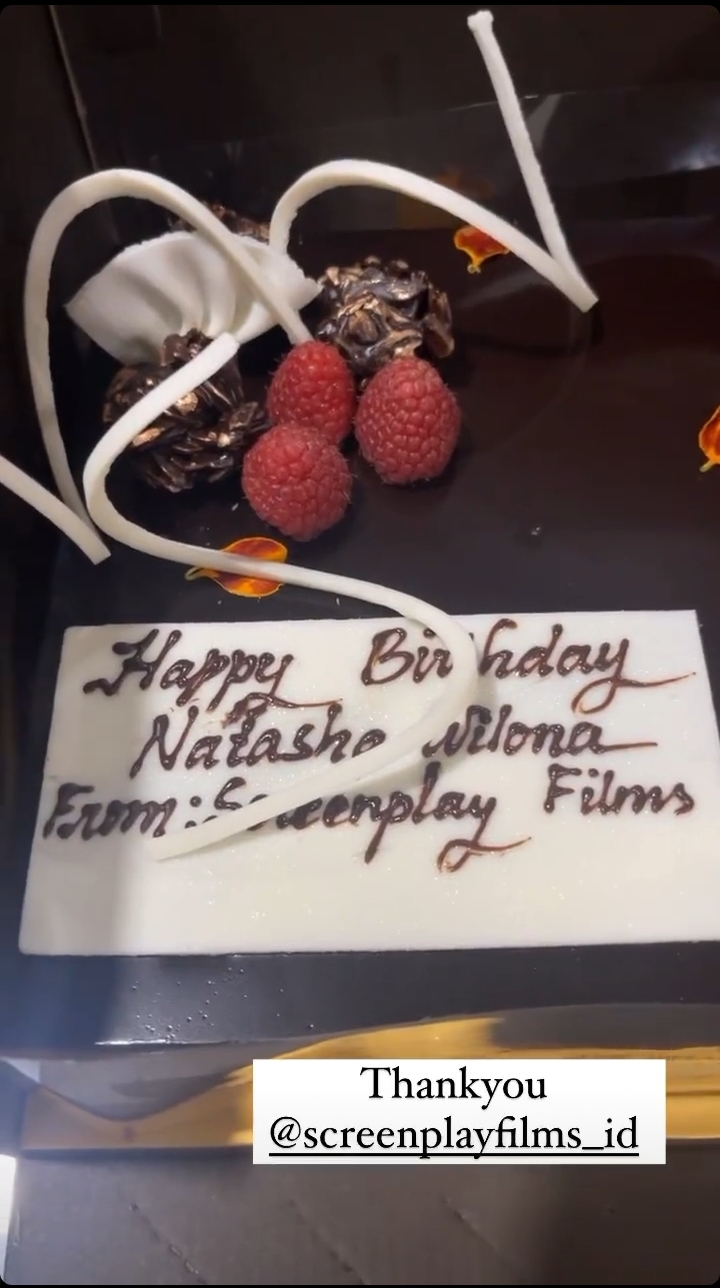 Happy Birthday
Natasha Wilona
From : Screenplay Films
Thankyou
@screenplayfilms_id